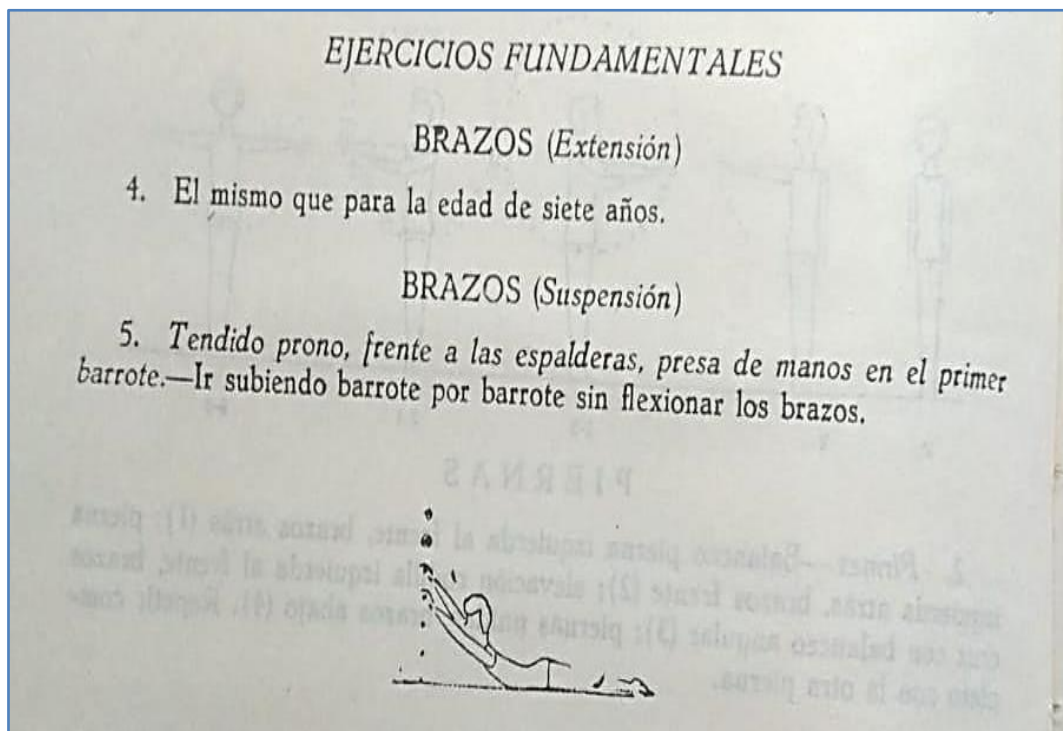 EJERCICIOS FUNDAMENTALES
BRAZOS (Extensión)
4. El mismo que para la edad de siete años.
BRAZOS (Suspensión)
5. Tendido prono, frente a las espalderas, presa de manos en el primer
barrote.—Ir subiendo barrote por barrote sin flexionar los brazos.
PIERNAS